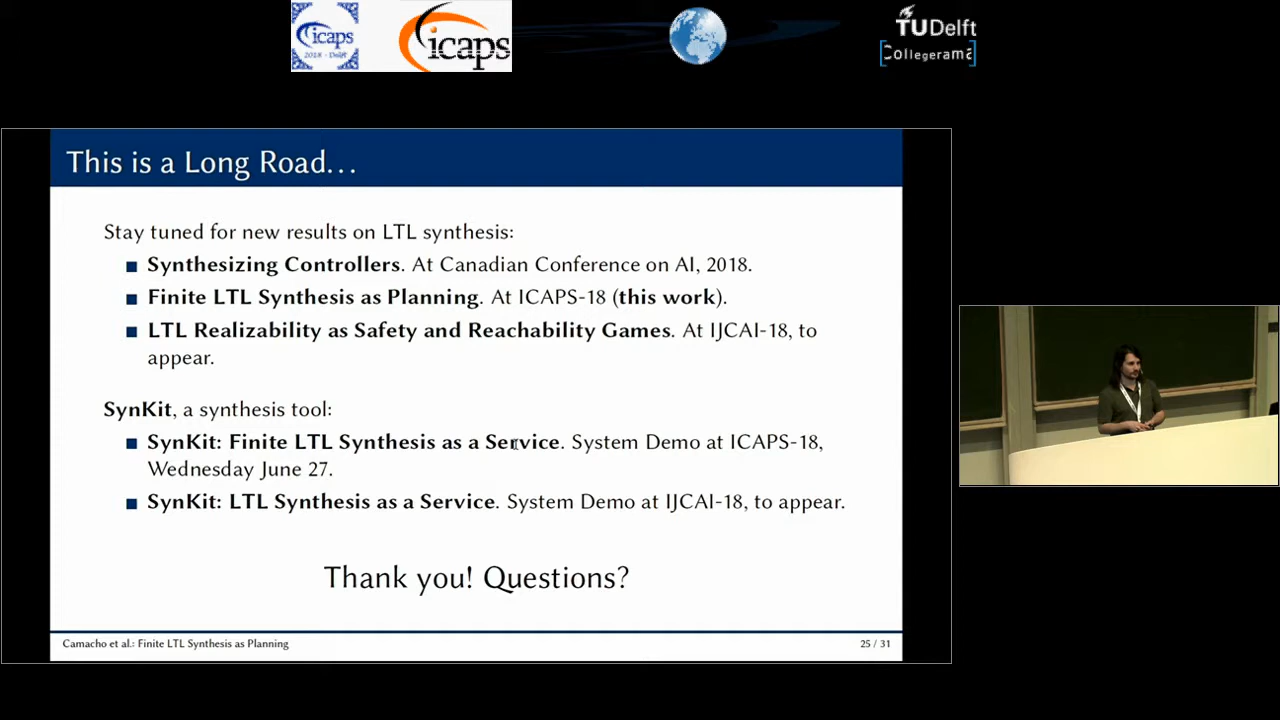 icaps
2018 - Delft
icaps
TUDelft
Collegerama
This is a Long Road...
Stay tuned for new results on LTL synthesis:
Synthesizing Controllers. At Canadian Conference on AI, 2018.
Finite LTL Synthesis as Planning. At ICAPS-18 (this work).
LTL Realizability as Safety and Reachability Games. At IJCAI-18, to
appear.
SynKit, a synthesis tool:
SynKit: Finite LTL Synthesis as a Service. System Demo at ICAPS-18,
Wednesday June 27.
SynKit: LTL Synthesis as a Service. System Demo at IJCAI-18, to appear.
Thank you! Questions?
Camacho et al.: Finite LTL Synthesis as Planning
25 / 31